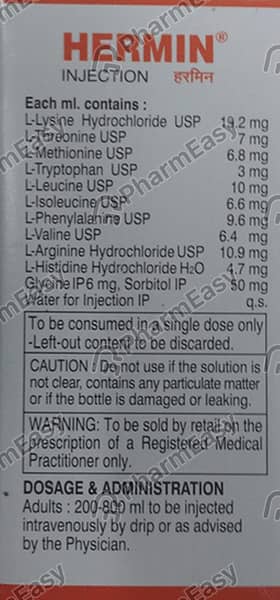 HERMIN®
INJECTION हरमिन
Each ml. contains :
L-Lysine Hydrochloride USP 19.2 mg
L-Threonine USP 7 mg
L-Methionine USP 6.8 mg
L-Tryptophan USP 3 mg
L-Leucine USP 10 mg
L-Isoleucine USP 6.6 mg
L-Phenylalanine USP 9.6 mg
L-Valine USP 6.4 mg
L-Arginine Hydrochloride USP 10.9 mg
L-Histidine Hydrochloride H2O 4.7 mg
Glycine IP 6 mg, Sorbitol IP 50 mg
Water for Injection IP q.s.
To be consumed in a single dose only
-Left-out content to be discarded.
CAUTION : Do not use if the solution is
not clear, contains any particulate matter
or if the bottle is damaged or leaking.
WARNING: To be sold by retail on the
Prescription of a Registered Medical
Practitioner only.
DOSAGE & ADMINISTRATION
Adults : 200-800 ml to be injected
intravenously by drip or as advised
by the Physician.
PharmEasy